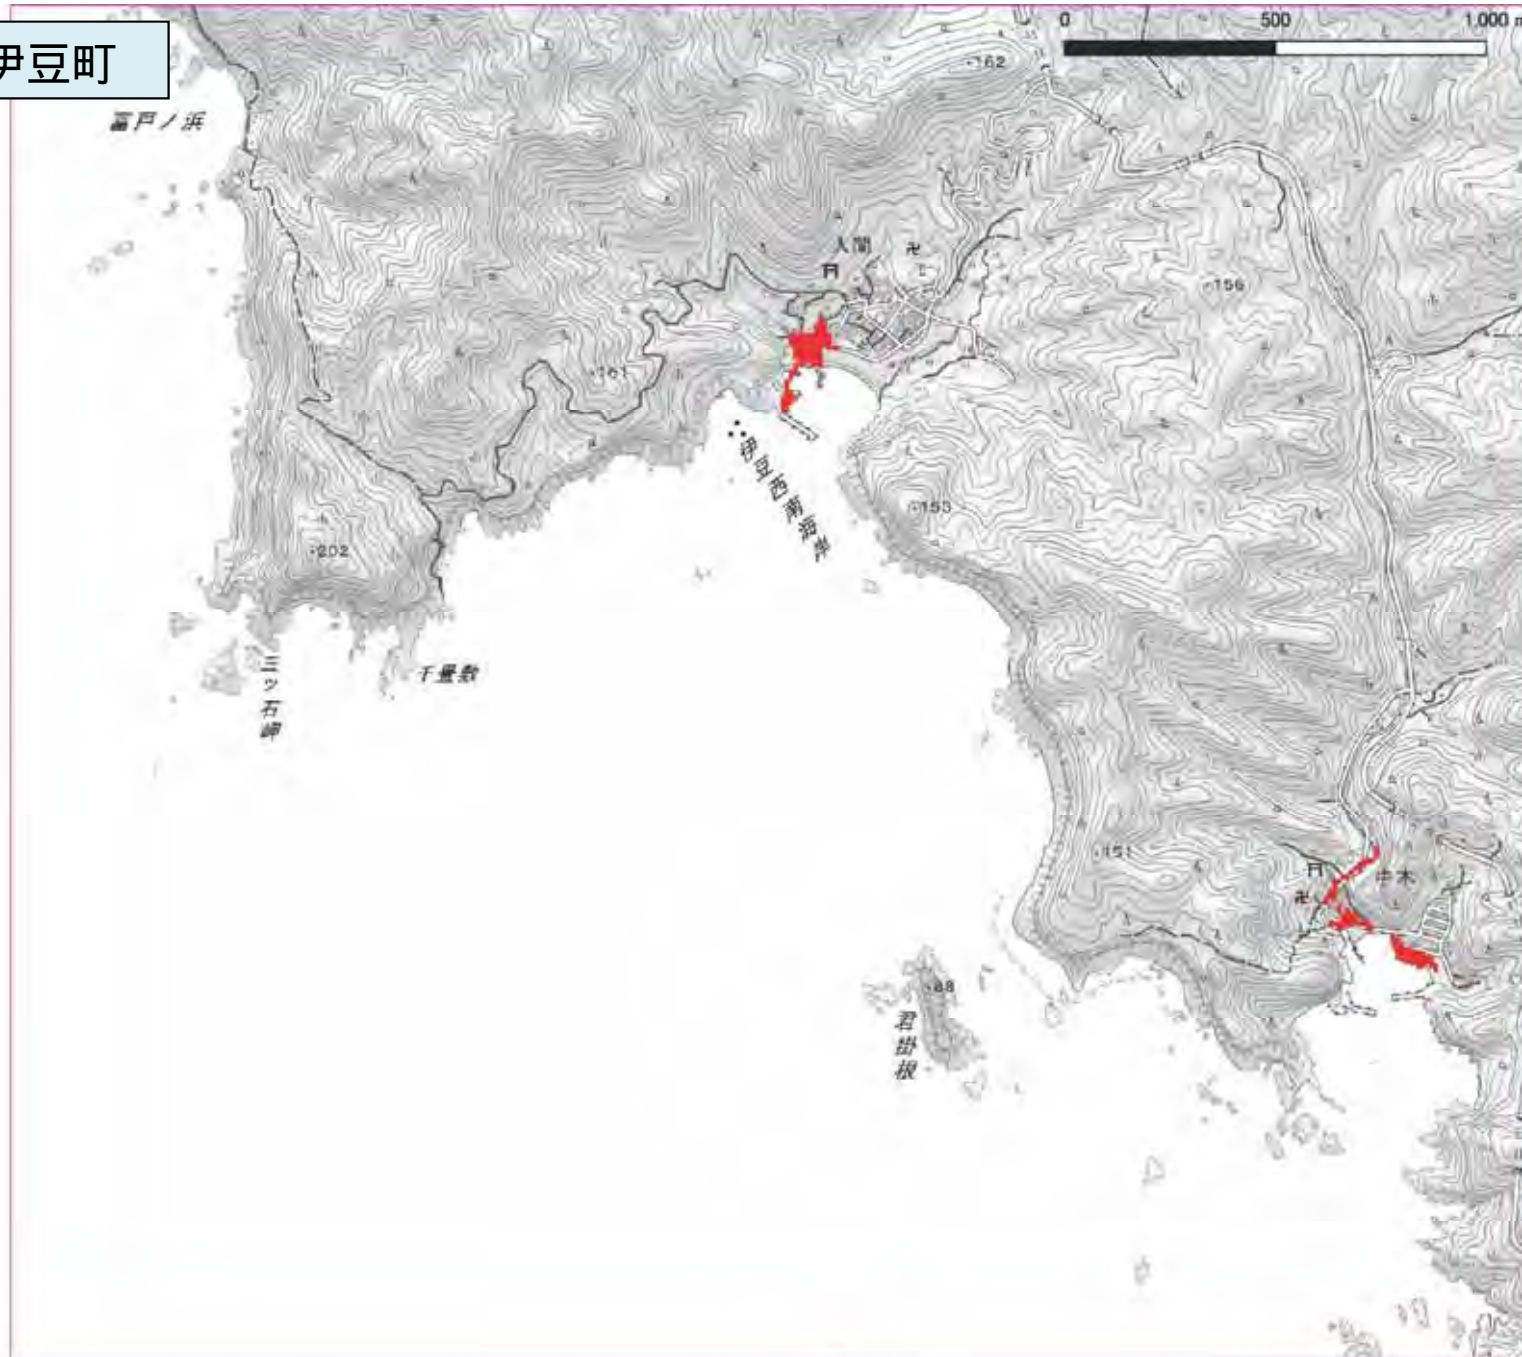 伊豆町
0 500 1,000 m
富戸ノ浜
162
入間
156
161
伊豆西南海岸
153
202
三ッ石岬
千畳敷
151
中木
88
君掛根